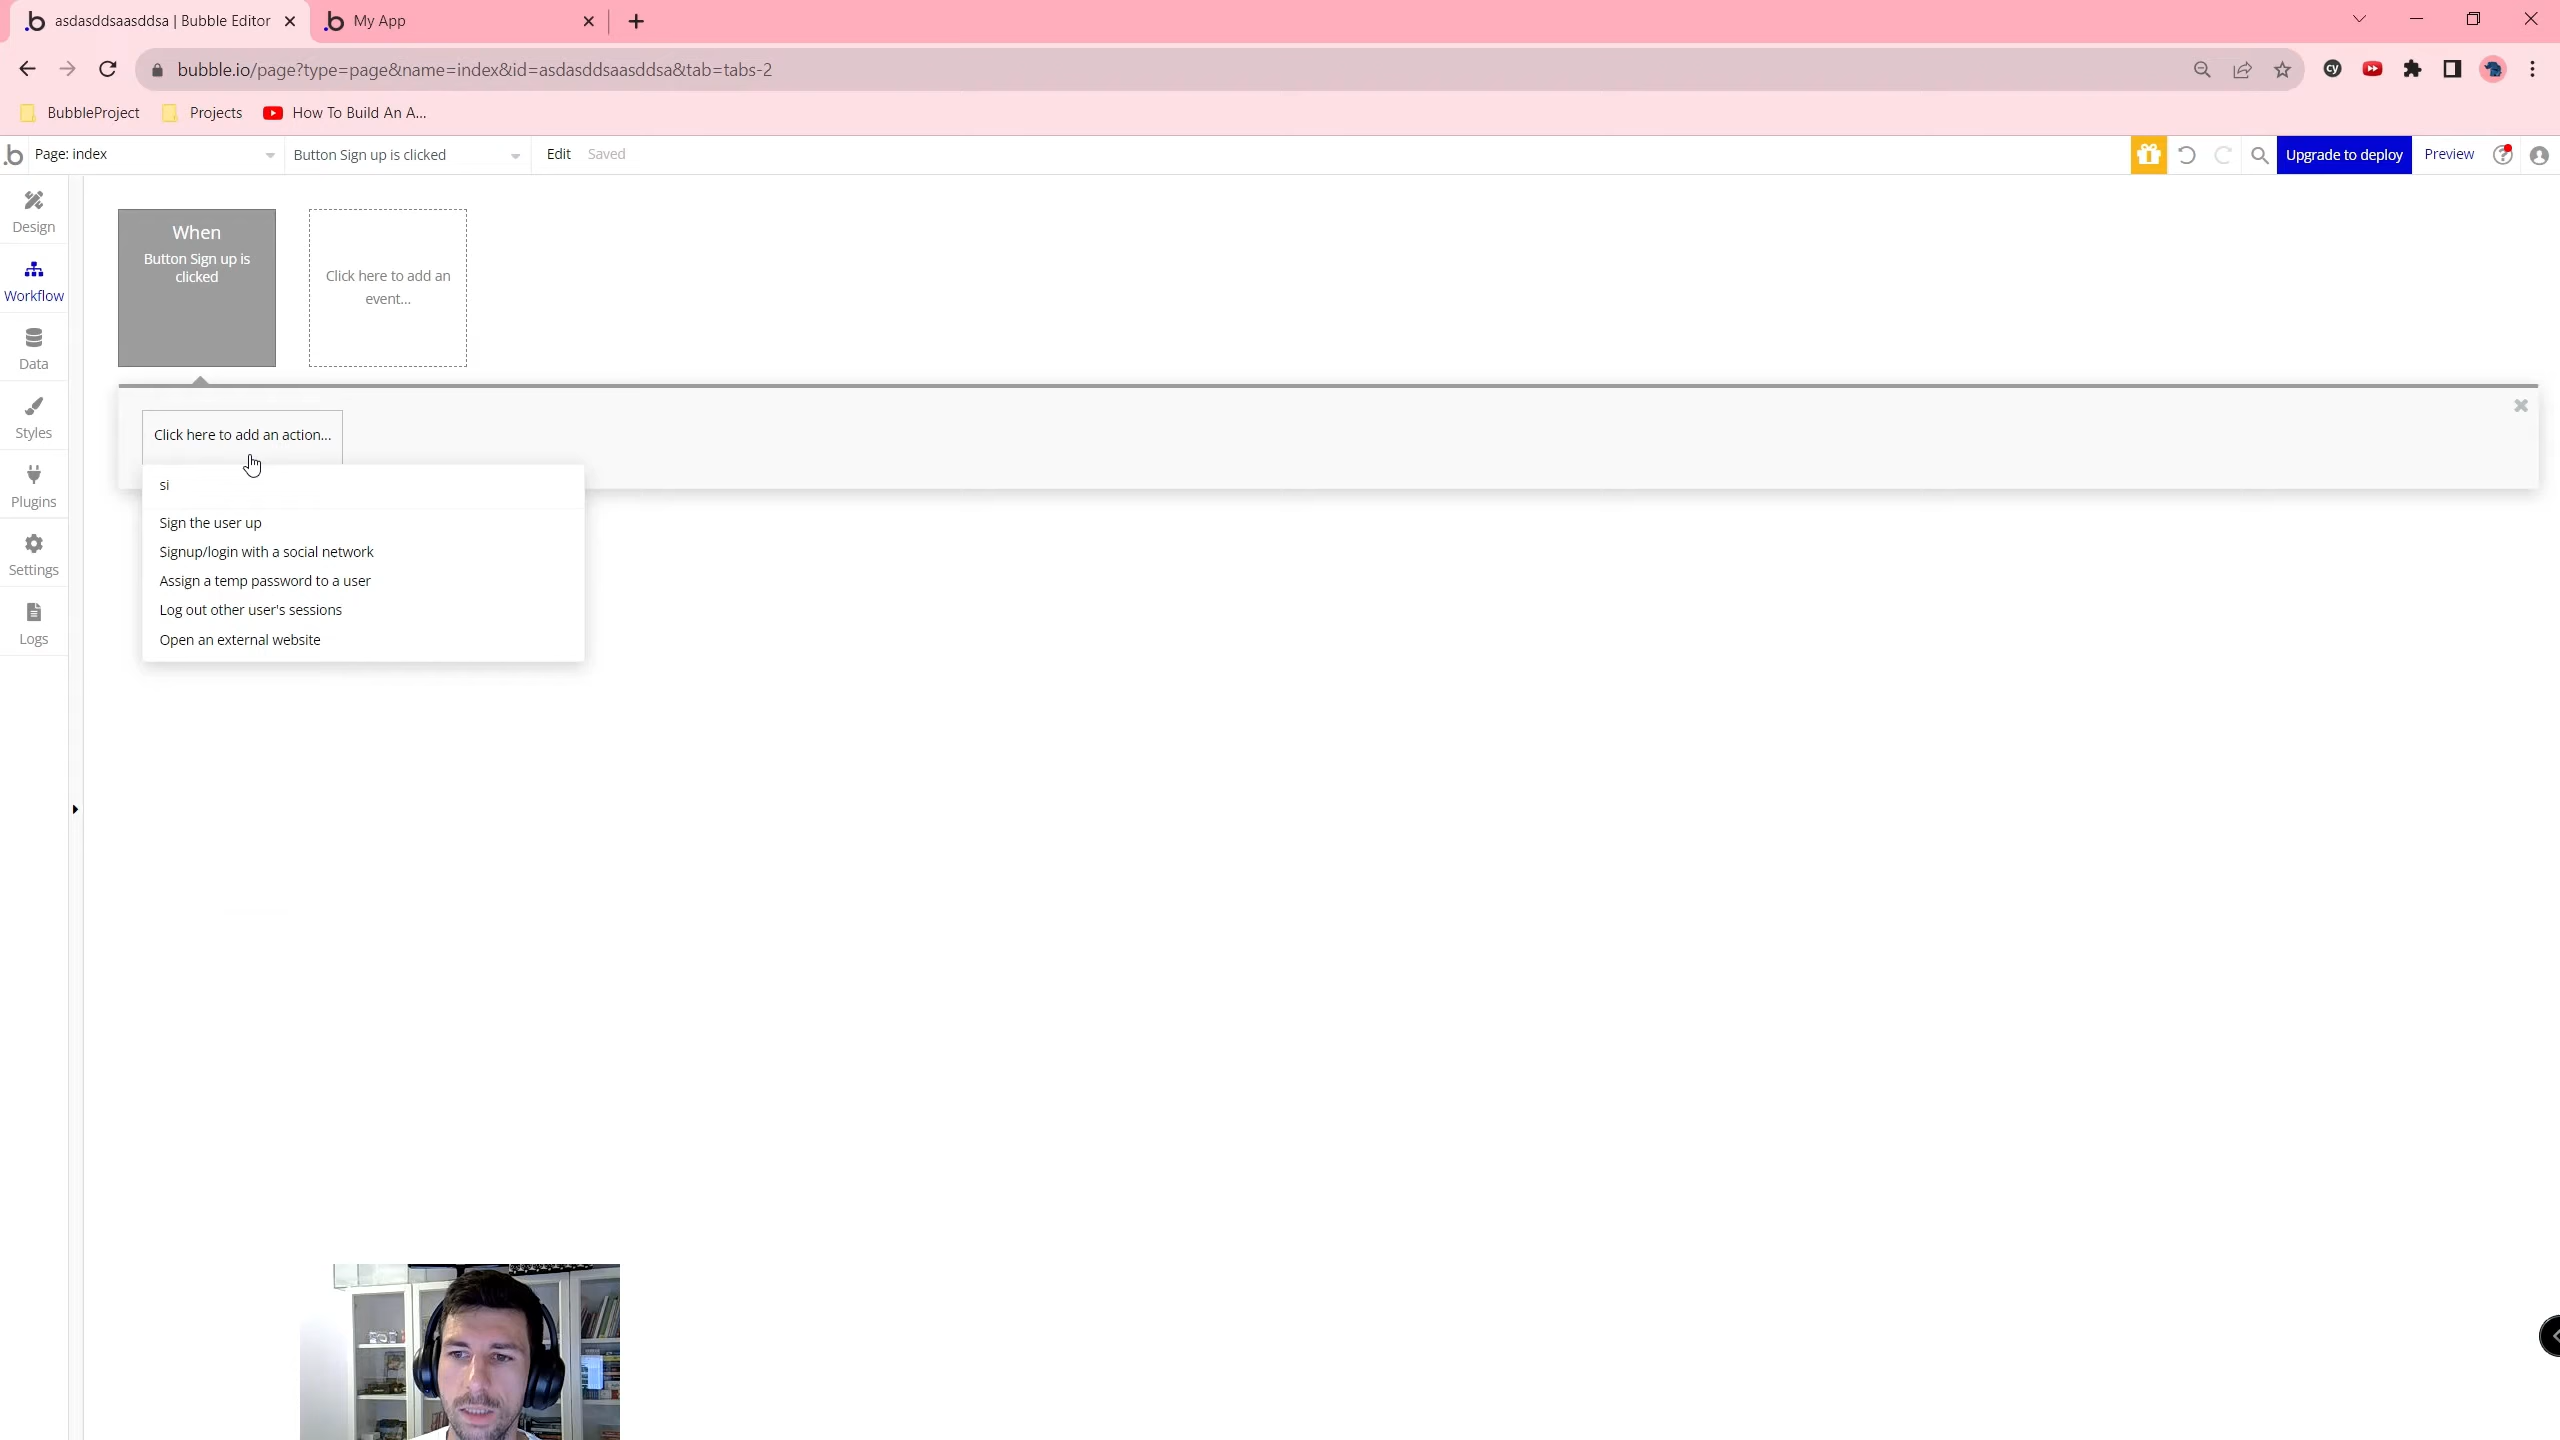 asdasddsaasddsa | Bubble Editor
My App
bubble.io/page?type=page&name=index&id=asdasddsaasddsa&tab=tabs-2
BubbleProject
Projects
How To Build An A...
Page: index
Button Sign up is clicked
Edit
Saved
Upgrade to deploy
Preview
Design
Workflow
Data
Styles
Plugins
Settings
Logs
When
Button Sign up is
clicked
Click here to add an
event...
Click here to add an action...
si
Sign the user up
Signup/login with a social network
Assign a temp password to a user
Log out other user's sessions
Open an external website